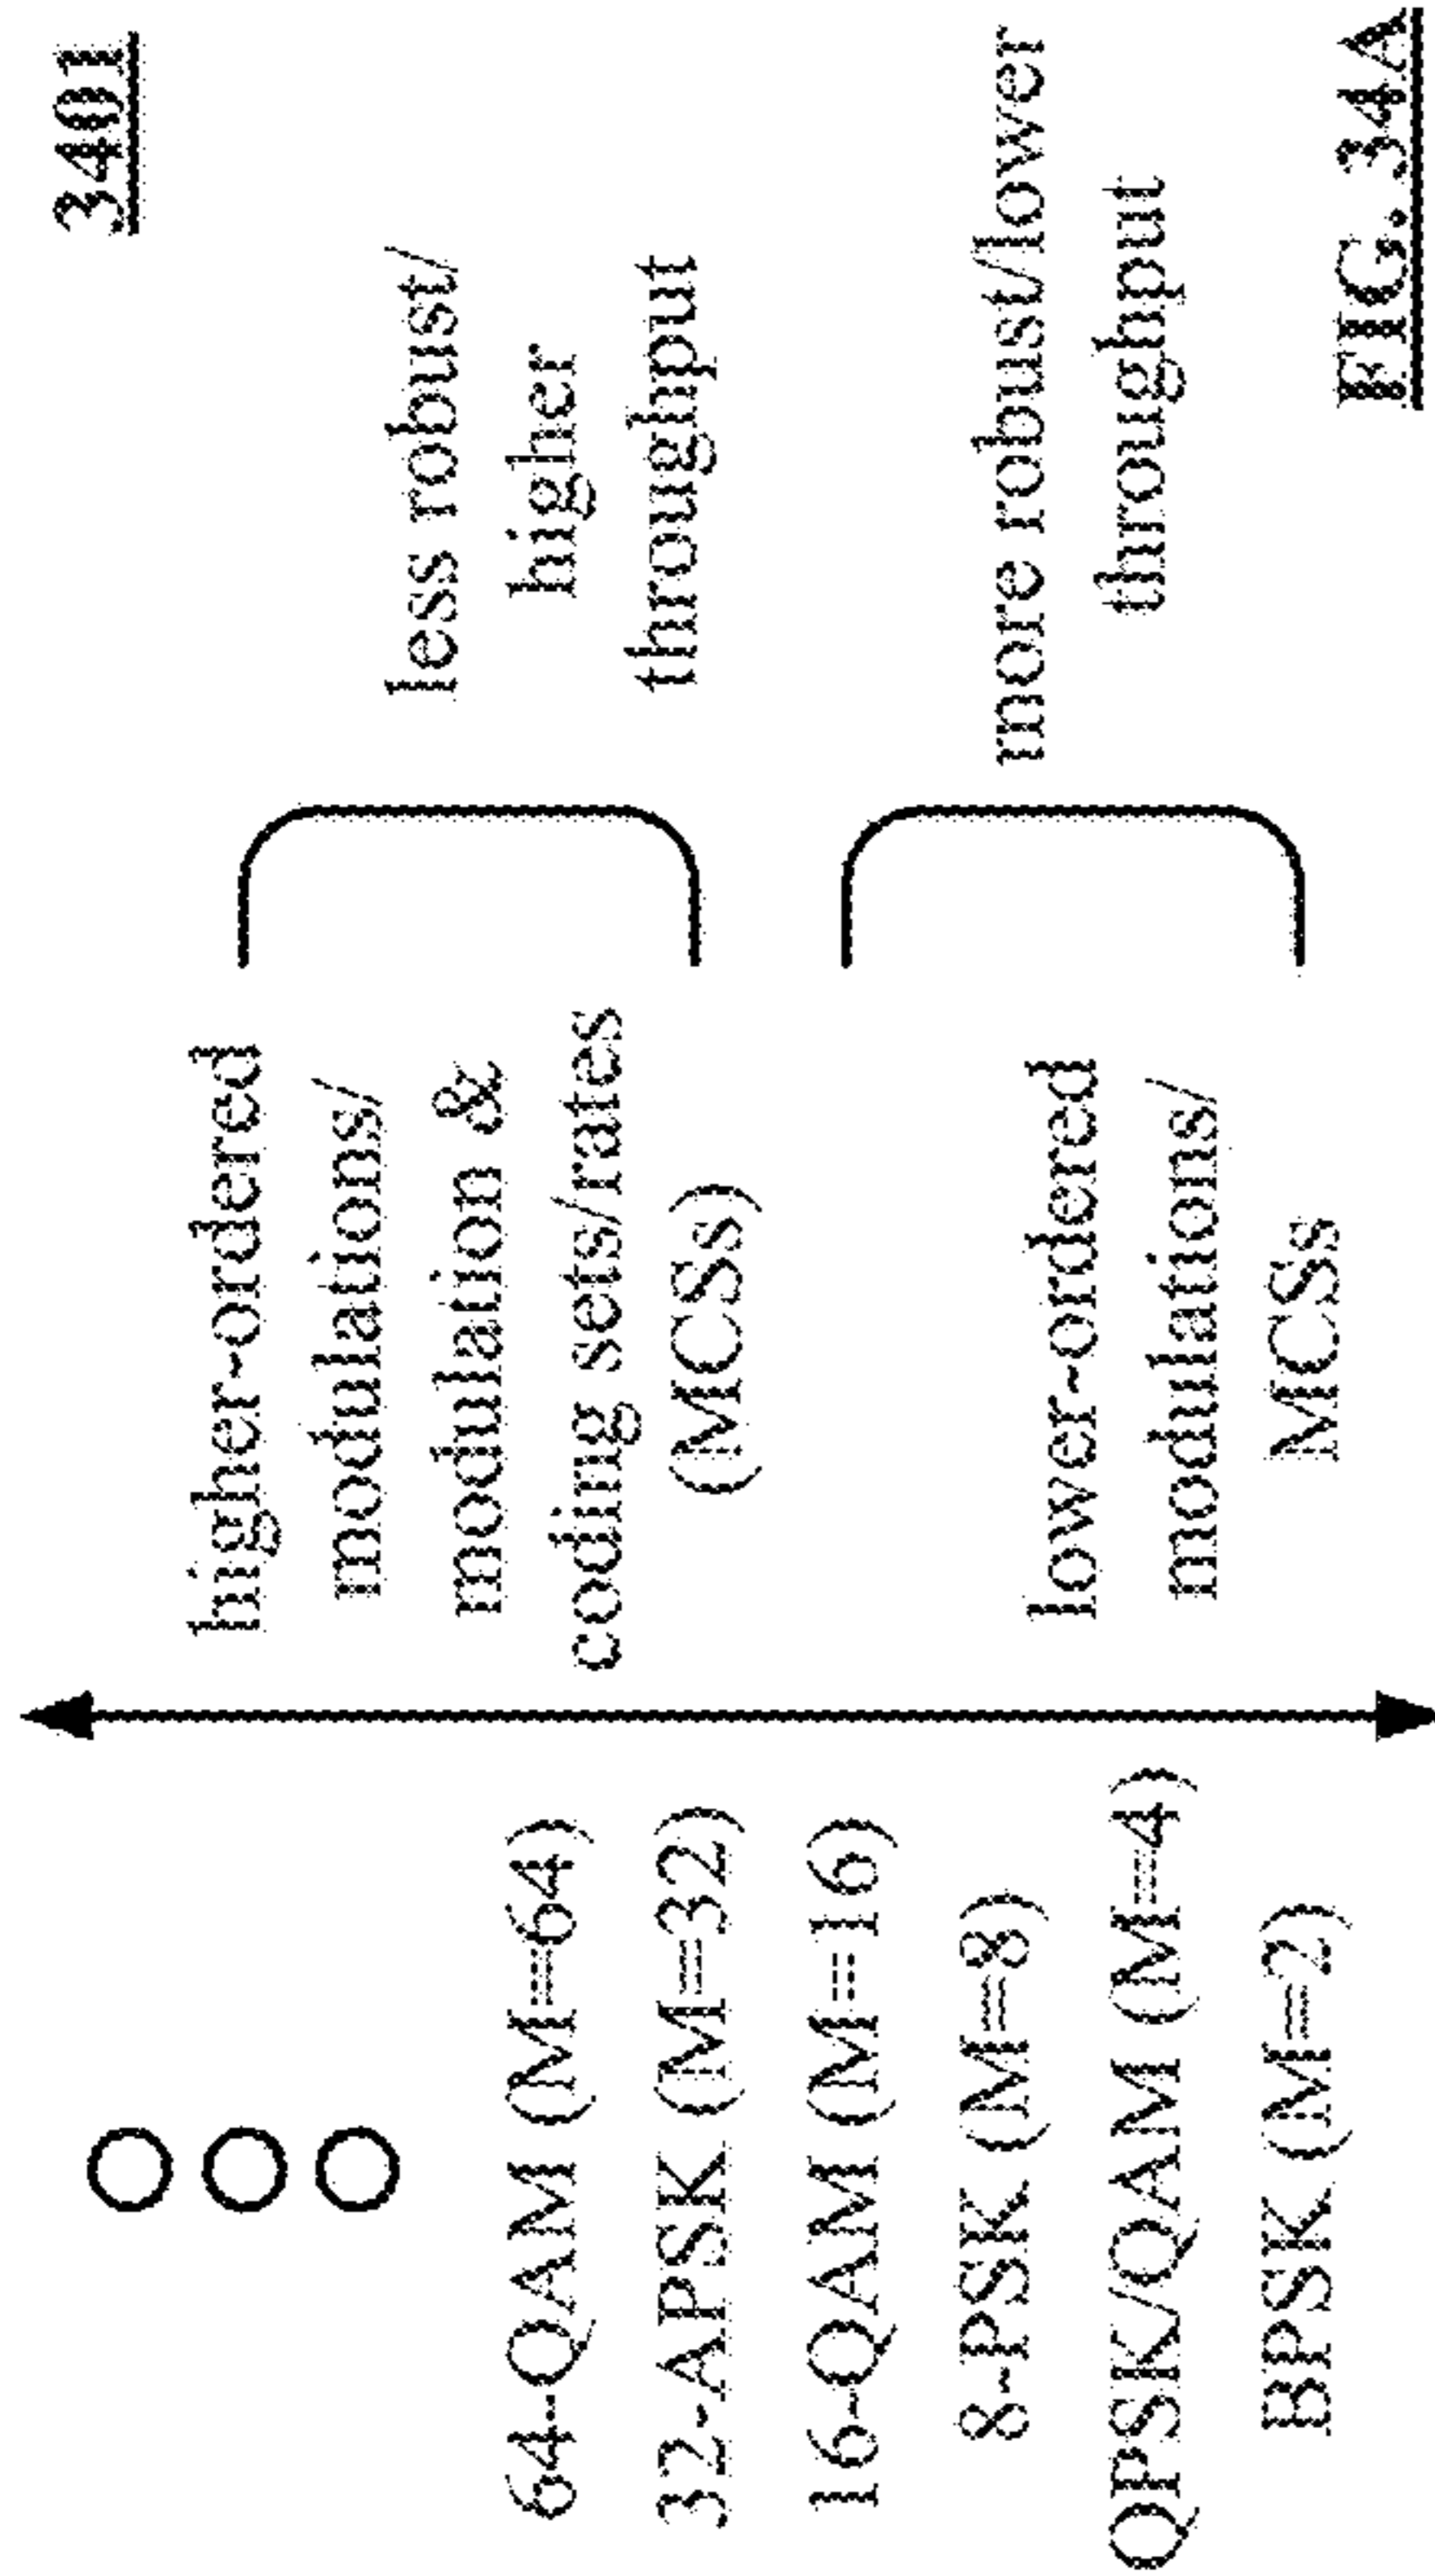 3401
64-QAM (M=64)
32-APSK (M=32)
16-QAM (M=16)
8-PSK (M=8)
QPSK/QAM (M=4)
BPSK (M=2)
higher-ordered
modulations/
modulation &
coding sets/rates
(MCSs)
lower-ordered
modulations/
MCSs
less robust/
higher
throughput
more robust/lower
throughput
FIG. 34A